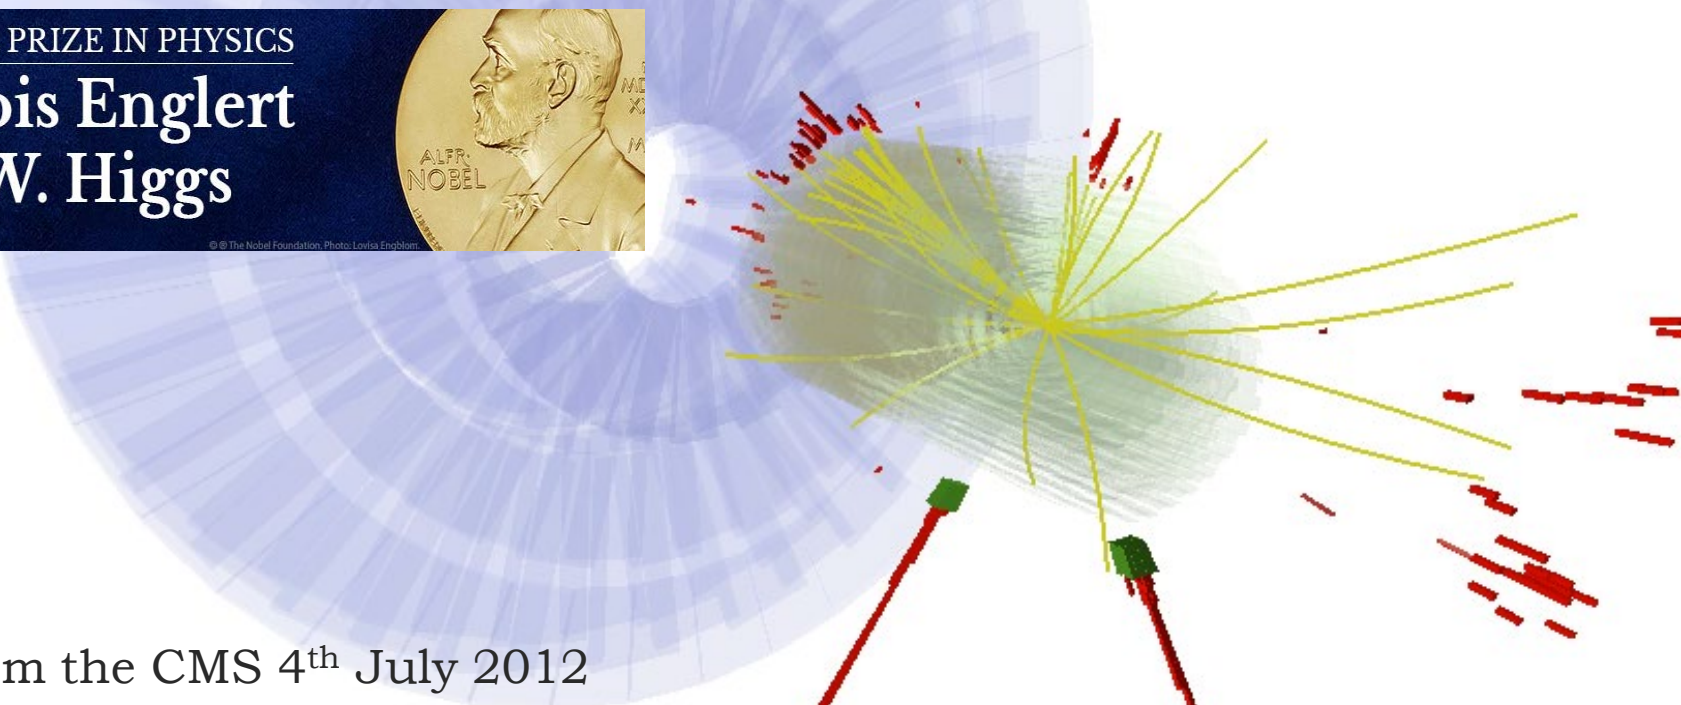 PRIZE IN PHYSICS
ois Englert
W. Higgs
ALFR·
NOBEL
© ® The Nobel Foundation. Photo: Lovisa Engblom.
m the CMS 4th July 2012